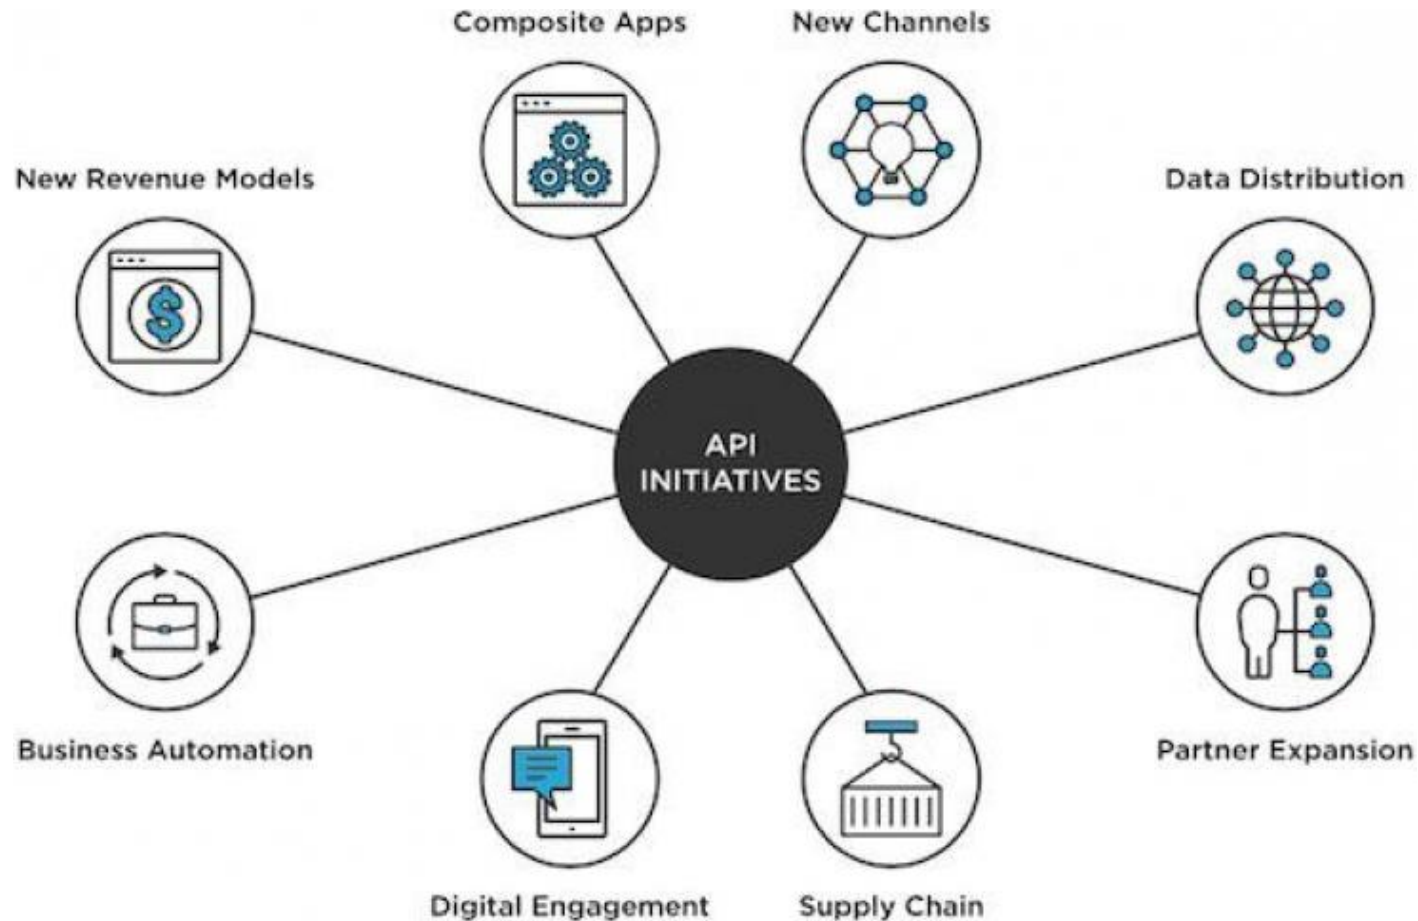 Composite Apps
New Channels
New Revenue Models
Data Distribution
API
INITIATIVES
Business Automation
Partner Expansion
Digital Engagement
Supply Chain